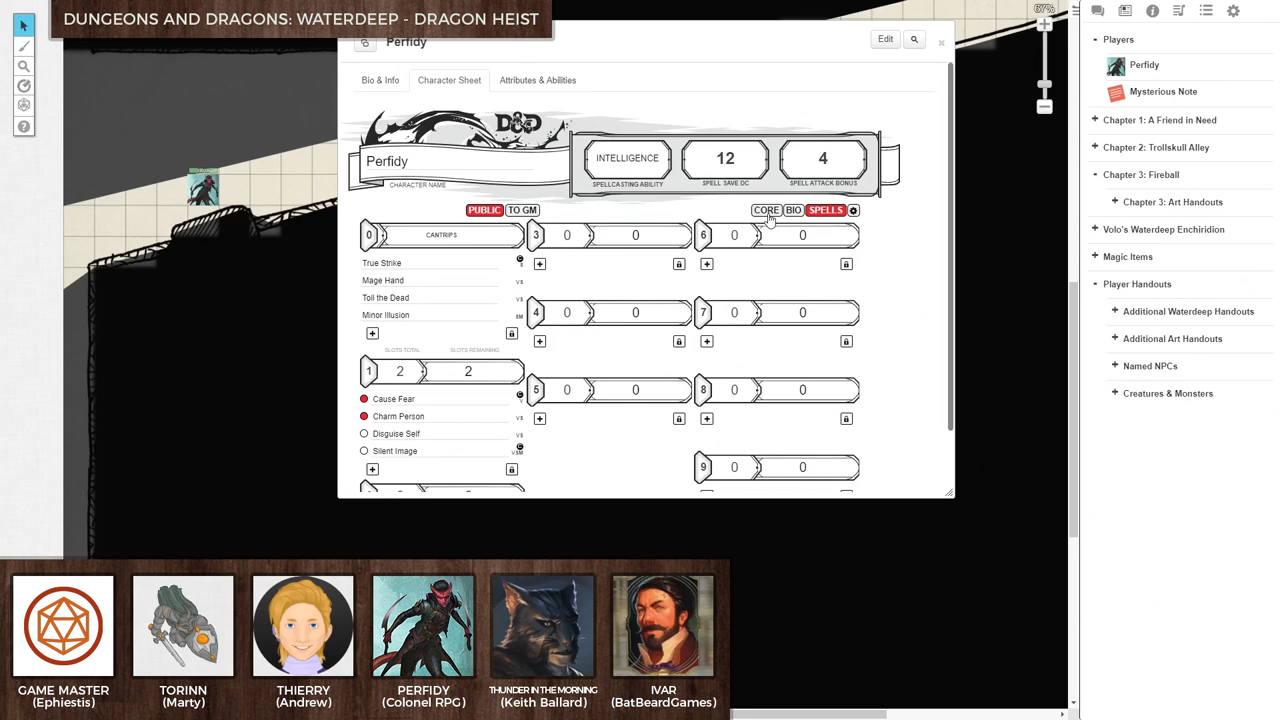 DUNGEONS AND DRAGONS: WATERDEEP - DRAGON HEIST
67%
Perfidy
Edit
Bio & Info
Character Sheet
Attributes & Abilities
D&D
Perfidy
CHARACTER NAME
INTELLIGENCE
12
4
SPELLCASTING ABILITY
SPELL SAVE DC
SPELL ATTACK BONUS
PUBLIC
TO GM
CORE
BIO
SPELLS
0
CANTRIPS
True Strike
C
S
Mage Hand
VS
Toll the Dead
VS
Minor Illusion
SM
SLOTS TOTAL
SLOTS REMAINING
1
2
2
Cause Fear
C
V
Charm Person
VS
Disguise Self
VS
Silent Image
C
VSM
3
0
0
4
0
0
5
0
0
6
0
0
7
0
0
8
0
0
9
0
0
Players
Perfidy
Mysterious Note
Chapter 1: A Friend in Need
Chapter 2: Trollskull Alley
Chapter 3: Fireball
Chapter 3: Art Handouts
Volo's Waterdeep Enchiridion
Magic Items
Player Handouts
Additional Waterdeep Handouts
Additional Art Handouts
Named NPCs
Creatures & Monsters
GAME MASTER
(Ephiestis)
TORINN
(Marty)
THIERRY
(Andrew)
PERFIDY
(Colonel RPG)
THUNDER IN THE MORNING
(Keith Ballard)
IVAR
(BatBeardGames)